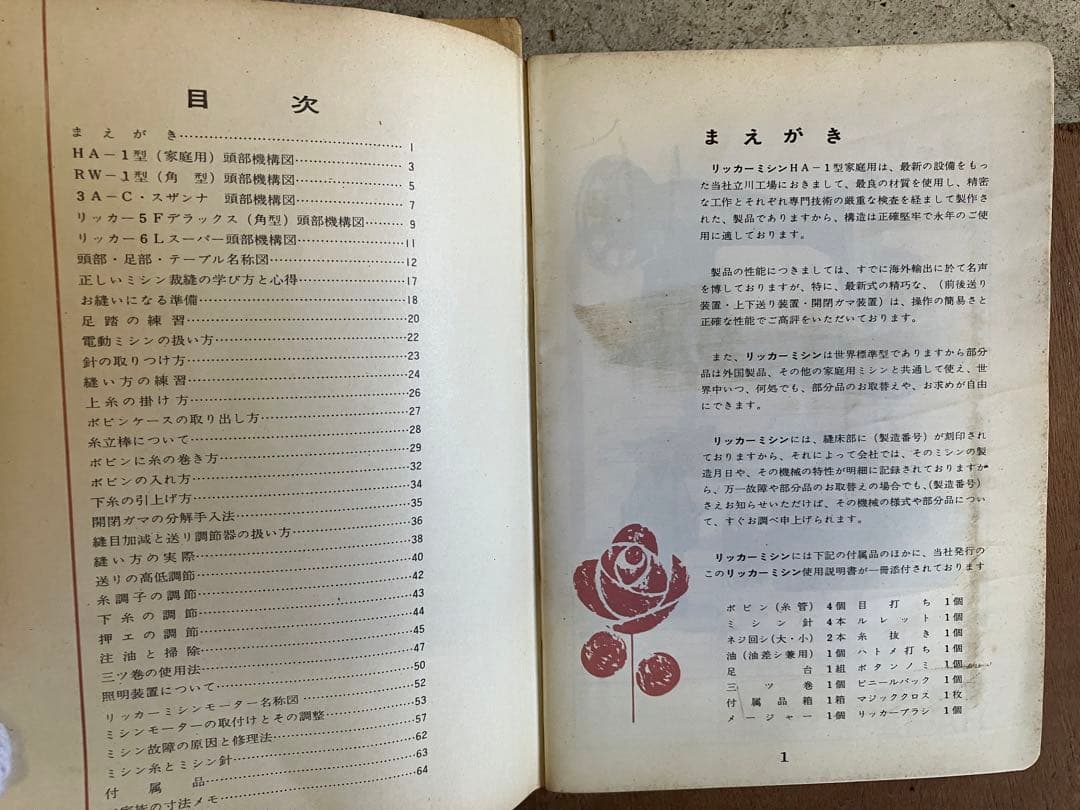 目次
まえがき……1
HA-1型(家庭用)頭部機構図……3
RW-1型(角型)頭部機構図……5
3A-C・スザンナ 頭部機構図……7
リッカー5Fデラックス(角型)頭部機構図……9
リッカー6Lスーパー頭部機構図……11
頭部・足部・テーブル名称図……12
正しいミシン裁縫の学び方と心得……17
お縫いになる準備……18
足踏の練習……20
電動ミシンの扱い方……22
針の取りつけ方……23
縫い方の練習……24
上糸の掛け方……26
ボビンケースの取り出し方……27
糸立棒について……28
ボビンに糸の巻き方……29
ボビンの入れ方……32
下糸の引上げ方……34
開閉ガマの分解手入法……35
縫目加減と送り調節器の扱い方……36
縫い方の実際……38
送りの高低調節……40
糸調子の調節……42
下糸の調節……43
押エの調節……44
注油と掃除……45
三ツ巻の使用法……47
照明装置について……50
リッカーミシンモーター名称図……52
ミシンモーターの取付けとその調整……53
ミシン故障の原因と修理法……57
ミシン糸とミシン針……62
付属品……63
家族の寸法メモ……64
まえがき
リッカーミシンHA-1型家庭用は、最新の設備をもっ
た当社立川工場におきまして、最良の材質を使用し、精密
な工作とそれぞれ専門技術の厳重な検査を経まして製作さ
れた、製品でありますから、構造は正確堅牢で永年のご使
用に適しております。
製品の性能につきましては、すでに海外輸出に於て名声
を博しておりますが、特に、最新式の精巧な、(前後送り
装置・上下送り装置・開閉ガマ装置)は、操作の簡易さと
正確な性能でご高評をいただいております。
また、リッカーミシンは世界標準型でありますから部分
品は外国製品、その他の家庭用ミシンと共通して使え、世
界中いつ、何処でも、部分品のお取替えや、お求めが自由
にできます。
リッカーミシンには、縫床部に(製造番号)が刻印され
ておりますから、それによって会社では、そのミシンの製
造月日や、その機械の特性が明細に記録されておりますか
ら、万一故障や部分品のお取替えの場合でも、(製造番号)
さえお知らせいただけば、その機械の様式や部分品につい
て、すぐお調べ申上げられます。
リッカーミシンには下記の付属品のほかに、当社発行の
このリッカーミシン使用説明書が一冊添付されております
ボビン(糸管) 4個 目打ち 1個
ミシン針 4本 ルレット 1個
ネジ回シ(大・小) 2本 糸抜き 1個
油(油差シ兼用) 1個 ハトメ打ち 1個
足台 1組 ボタンノミ 1個
三ツ巻 1個 ビニールバック 1個
付属品箱 1箱 マジッククロス 1枚
メージャー 1個 リッカーブラシ 1個
1